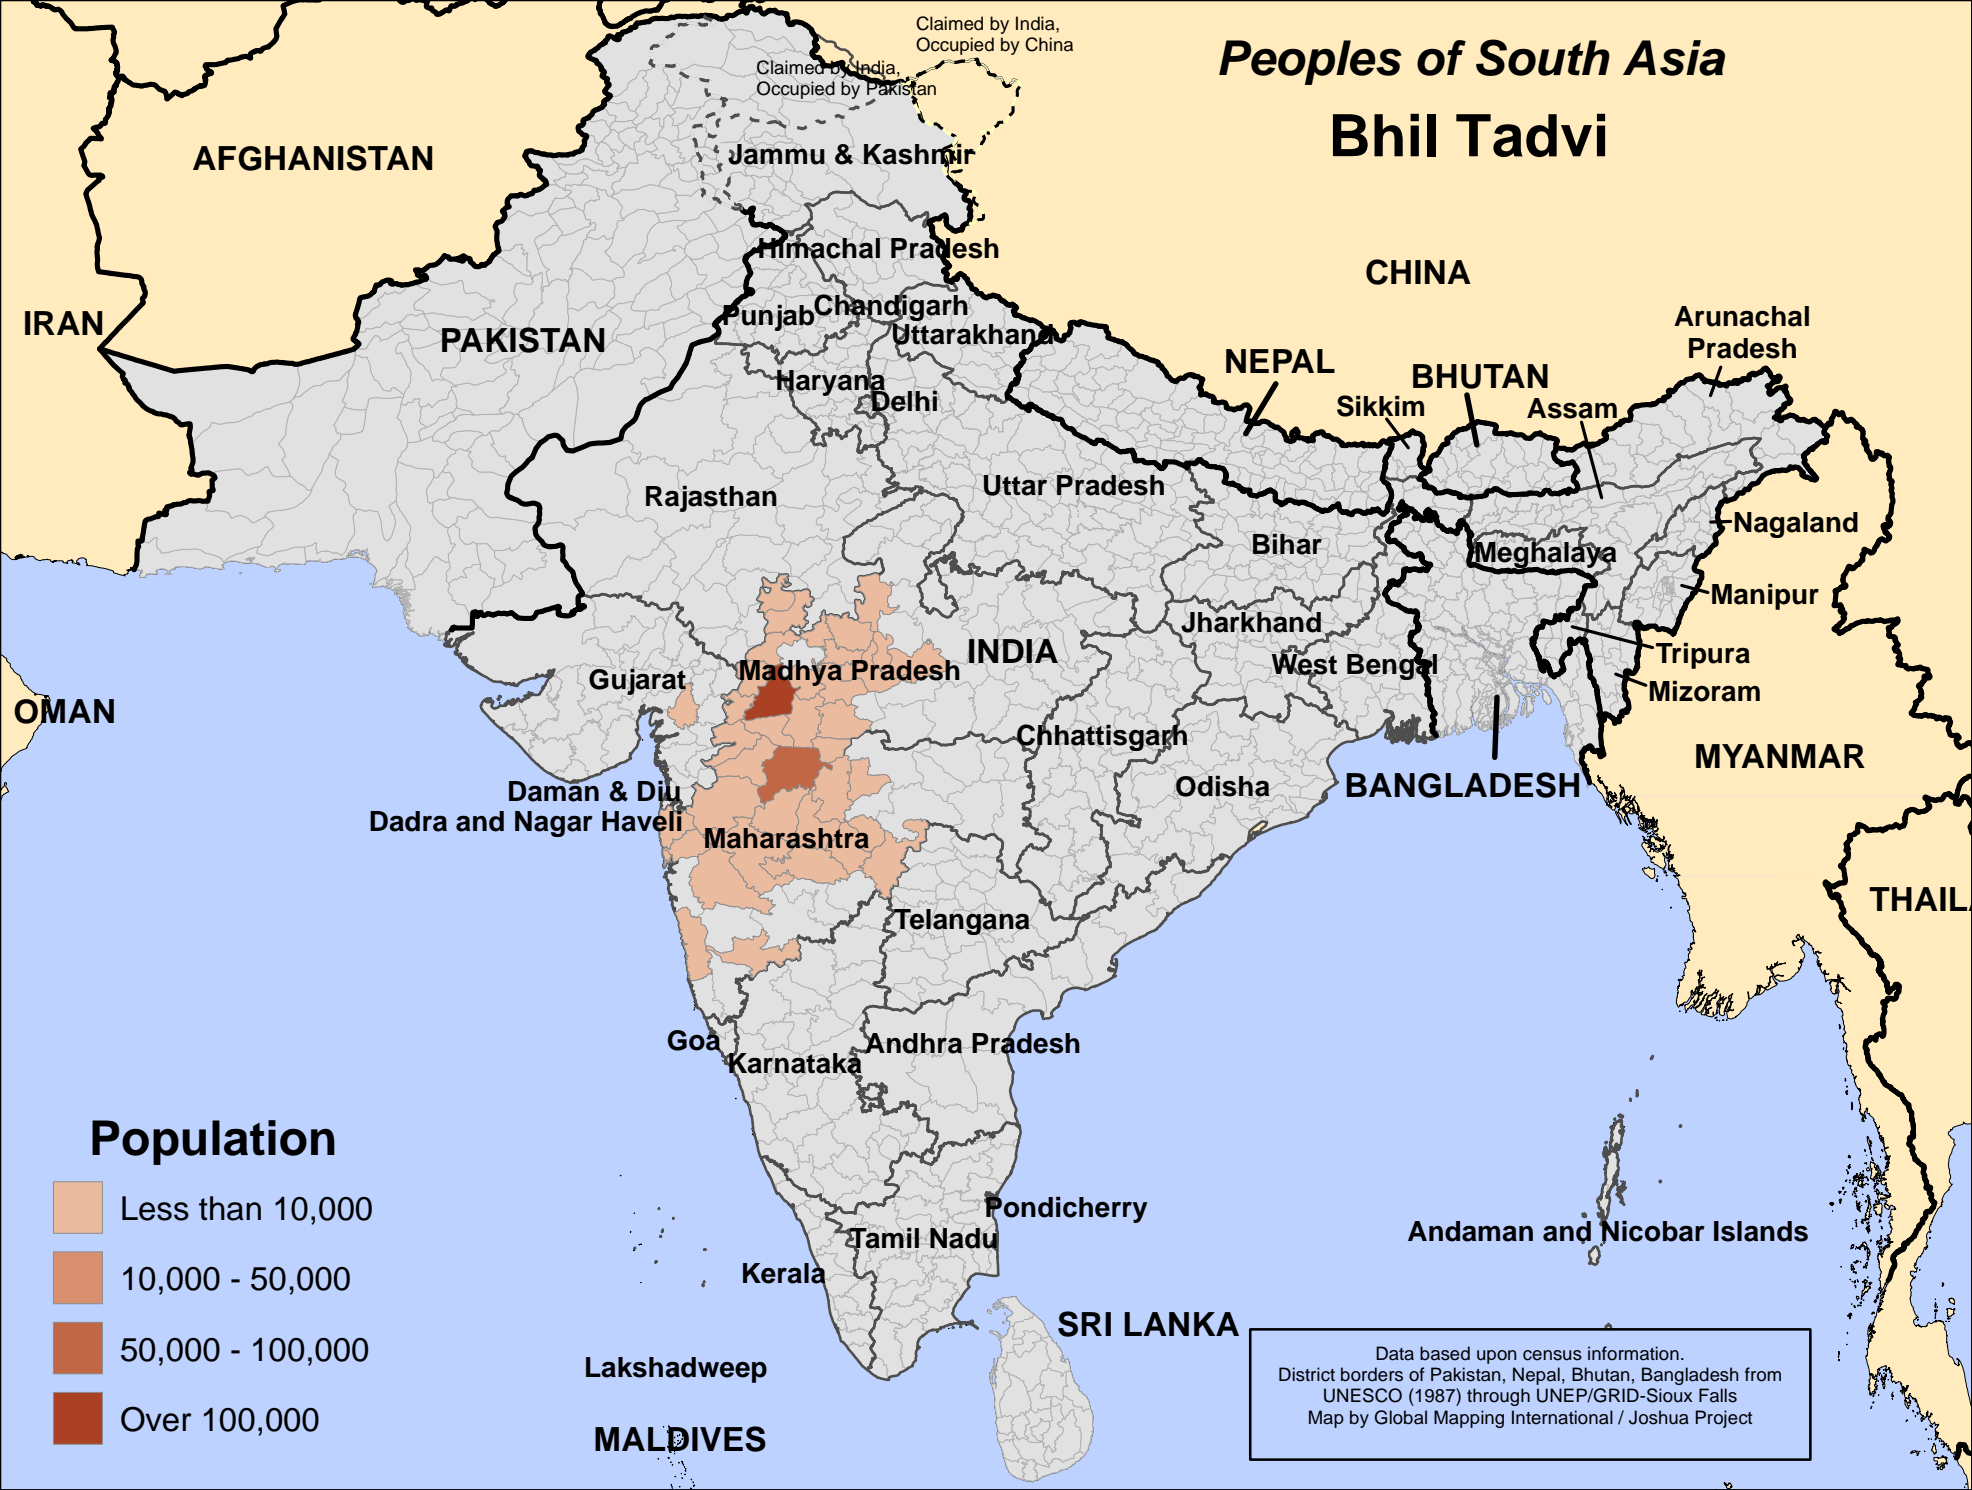 Claimed by India,
Occupied by China
Peoples of South Asia
Bhil Tadvi
Claimed by India,
Occupied by Pakistan
AFGHANISTAN
Jammu & Kashmir
Himachal Pradesh
CHINA
IRAN
PAKISTAN
Punjab
Chandigarh
Uttarakhand
Arunachal
Pradesh
NEPAL
BHUTAN
Haryana
Delhi
Sikkim
Assam
Rajasthan
Uttar Pradesh
Nagaland
Bihar
Meghalaya
Manipur
Jharkhand
INDIA
Tripura
West Bengal
Madhya Pradesh
Gujarat
Mizoram
OMAN
Chhattisgarh
MYANMAR
Odisha
BANGLADESH
Daman & Diu
Dadra and Nagar Haveli
Maharashtra
THAIL
Telangana
Goa
Karnataka
Andhra Pradesh
Pondicherry
Andaman and Nicobar Islands
Tamil Nadu
Kerala
SRI LANKA
Lakshadweep
MALDIVES
Population
Less than 10,000
10,000 - 50,000
50,000 - 100,000
Over 100,000
Data based upon census information.
District borders of Pakistan, Nepal, Bhutan, Bangladesh from
UNESCO (1987) through UNEP/GRID-Sioux Falls
Map by Global Mapping International / Joshua Project